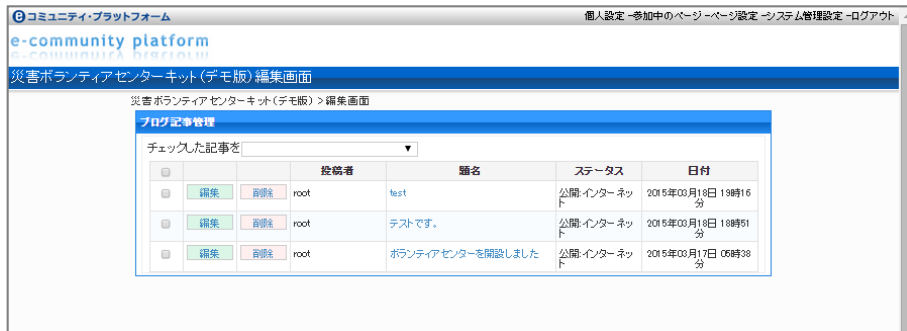 eコミュニティ・プラットフォーム 個人設定 -参加中のページ -ページ設定 -システム管理設定 -ログアウト
e-community platform
災害ボランティアセンターキット(デモ版)編集画面
災害ボランティアセンターキット(デモ版) >編集画面
ブログ記事管理
チェックした記事を
投稿者 題名 ステータス 日付
編集 削除 root test 公開:インターネット 2015年03月18日 19時16分
編集 削除 root テストです。 公開:インターネット 2015年03月18日 18時51分
編集 削除 root ボランティアセンターを開設しました 公開:インターネット 2015年03月17日 05時38分